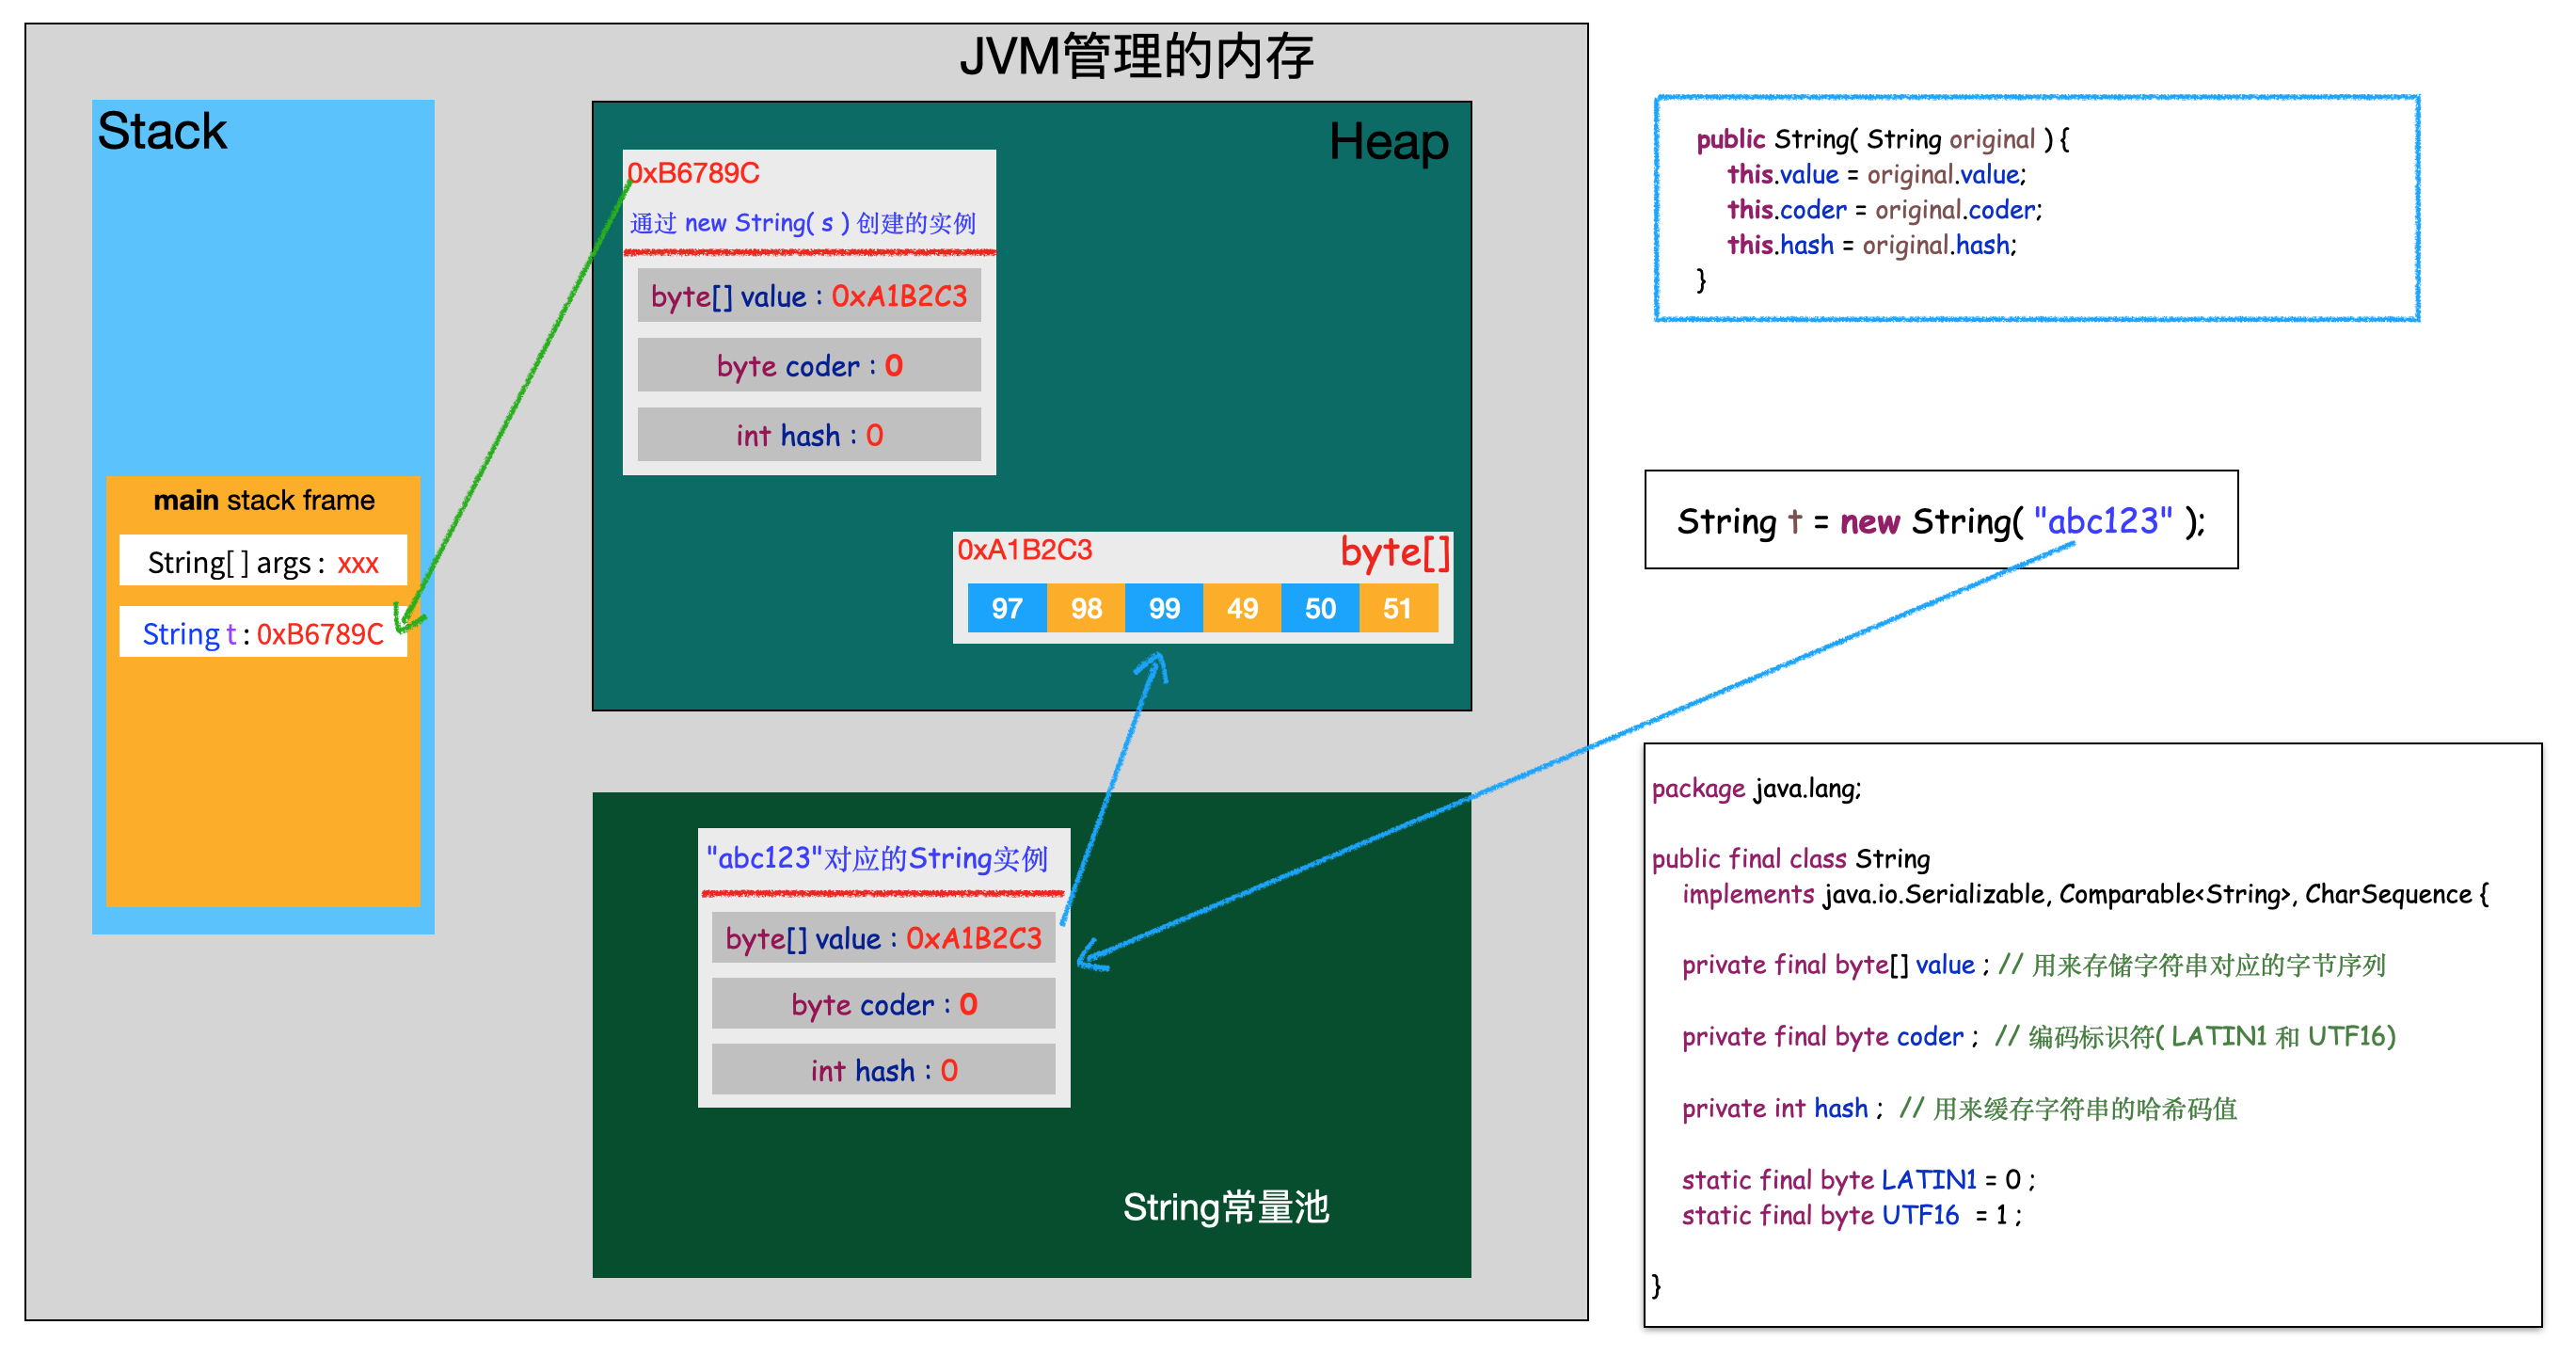 JVM管理的内存
Stack
main stack frame
String[ ] args : xxx
String t : 0xB6789C
Heap
0xB6789C
通过 new String( s ) 创建的实例
byte[] value : 0xA1B2C3
byte coder : 0
int hash : 0
0xA1B2C3
byte[]
97 98 99 49 50 51
"abc123"对应的String实例
byte[] value : 0xA1B2C3
byte coder : 0
int hash : 0
String常量池
public String( String original ) {
this.value = original.value;
this.coder = original.coder;
this.hash = original.hash;
}
String t = new String( "abc123" );
package java.lang;
public final class String
implements java.io.Serializable, Comparable<String>, CharSequence {
private final byte[] value ; // 用来存储字符串对应的字节序列
private final byte coder ; // 编码标识符( LATIN1 和 UTF16)
private int hash ; // 用来缓存字符串的哈希码值
static final byte LATIN1 = 0 ;
static final byte UTF16 = 1 ;
}